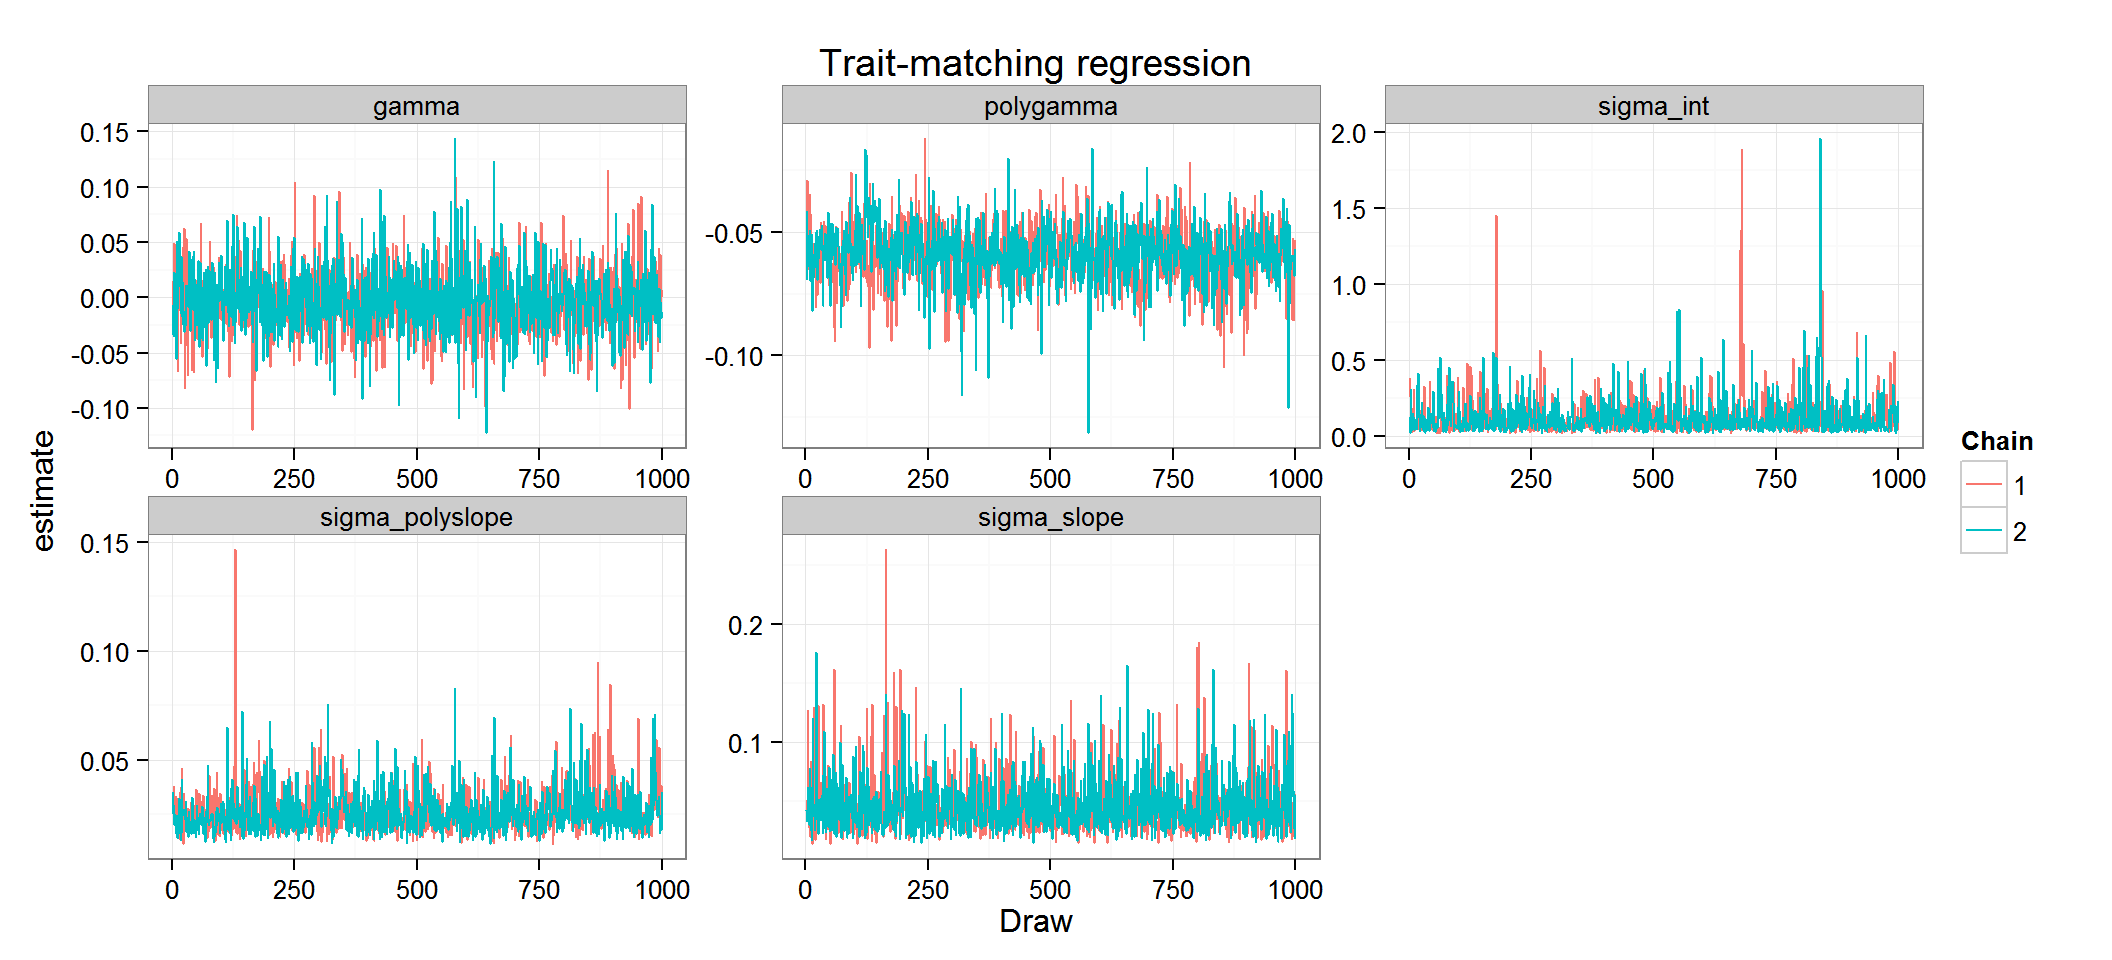 Trait-matching regression
gamma
polygamma
sigma_int
0.15
0.10
0.05
0.00
-0.05
-0.10
-0.05
-0.10
2.0
1.5
1.0
0.5
0.0
0 250 500 750 1000
0 250 500 750 1000
0 250 500 750 1000
sigma_polyslope
sigma_slope
0.15
0.10
0.05
0.2
0.1
0 250 500 750 1000
0 250 500 750 1000
estimate
Draw
Chain
1
2